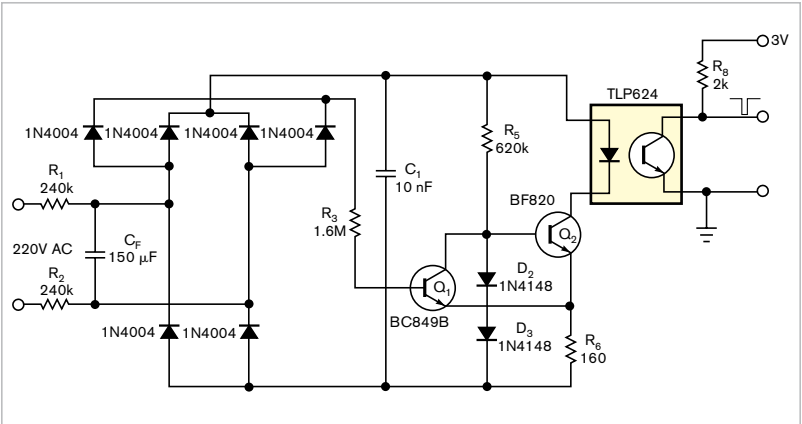 3V
R8
2k
TLP624
1N4004 1N4004 1N4004 1N4004
R5
620k
R1
240k
C1
10 nF
BF820
R3
1.6M
Q2
220V AC
CF
150 µF
R2
240k
D2
1N4148
Q1
BC849B
1N4004 1N4004
D3
1N4148
R6
160